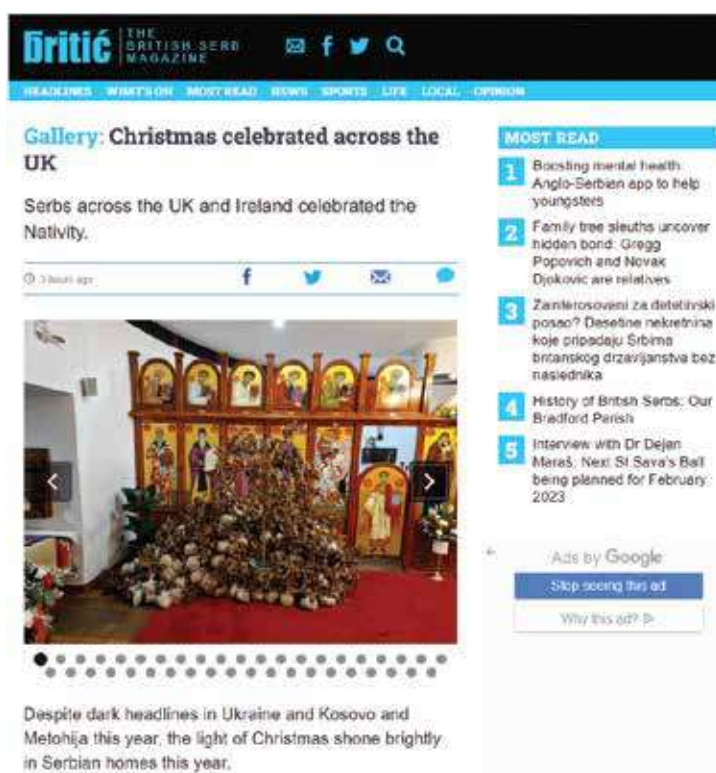 britić
THE
BRITISH SERB
MAGAZINE
HEADLINES WHAT'S ON MOST READ NEWS SPORTS LIFE LOCAL OPINION
Gallery: Christmas celebrated across the
UK
Serbs across the UK and Ireland celebrated the
Nativity.
3 hours ago
Despite dark headlines in Ukraine and Kosovo and
Metohija this year, the light of Christmas shone brightly
in Serbian homes this year.
MOST READ
1 Boosting mental health:
Anglo-Serbian app to help
youngsters
2 Family tree sleuths uncover
hidden bond: Gregg
Popovich and Novak
Djokovic are relatives
3 Zainterosovani za detetivski
posao? Desetine nekretnina
koje pripadaju Srbima
britanskog drzavljanstva bez
naslednika
4 History of British Serbs: Our
Bradford Parish
5 Interview with Dr Dejan
Maraš; Next St Sava's Ball
being planned for February
2023
Ads by Google
Stop seeing this ad
Why this ad?